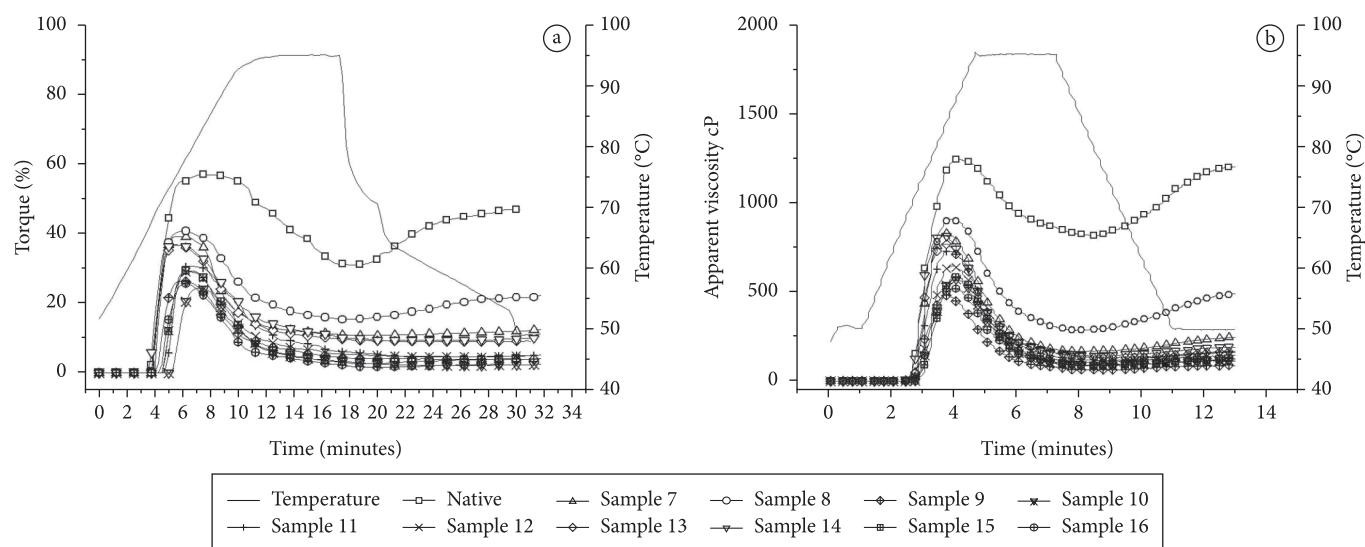 a
100
80
60
40
20
0
Torque (%)
100
90
80
70
60
50
40
Temperature (°C)
0 2 4 6 8 10 12 14 16 18 20 22 24 26 28 30 32 34
Time (minutes)
b
2000
1750
1500
1250
1000
750
500
250
0
Apparent viscosity cP
100
90
80
70
60
50
40
Temperature (°C)
0 2 4 6 8 10 12 14
Time (minutes)
Temperature Native Sample 7 Sample 8 Sample 9 Sample 10
Sample 11 Sample 12 Sample 13 Sample 14 Sample 15 Sample 16